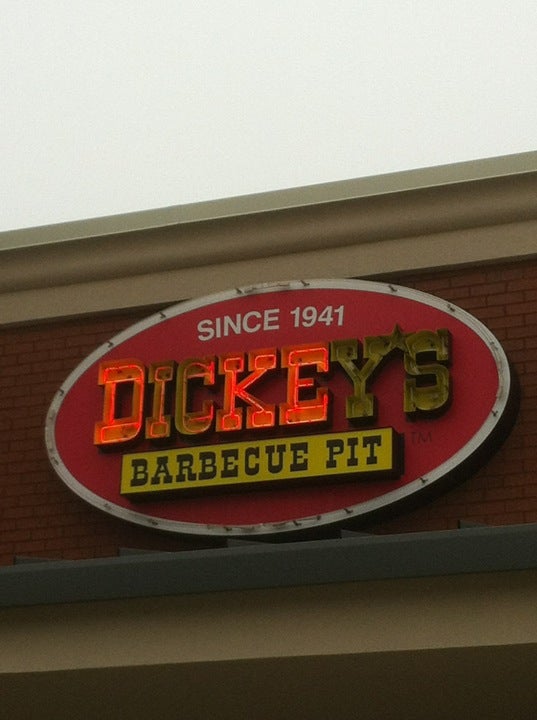 SINCE 1941
DICKEY'S
BARBECUE PIT
TM